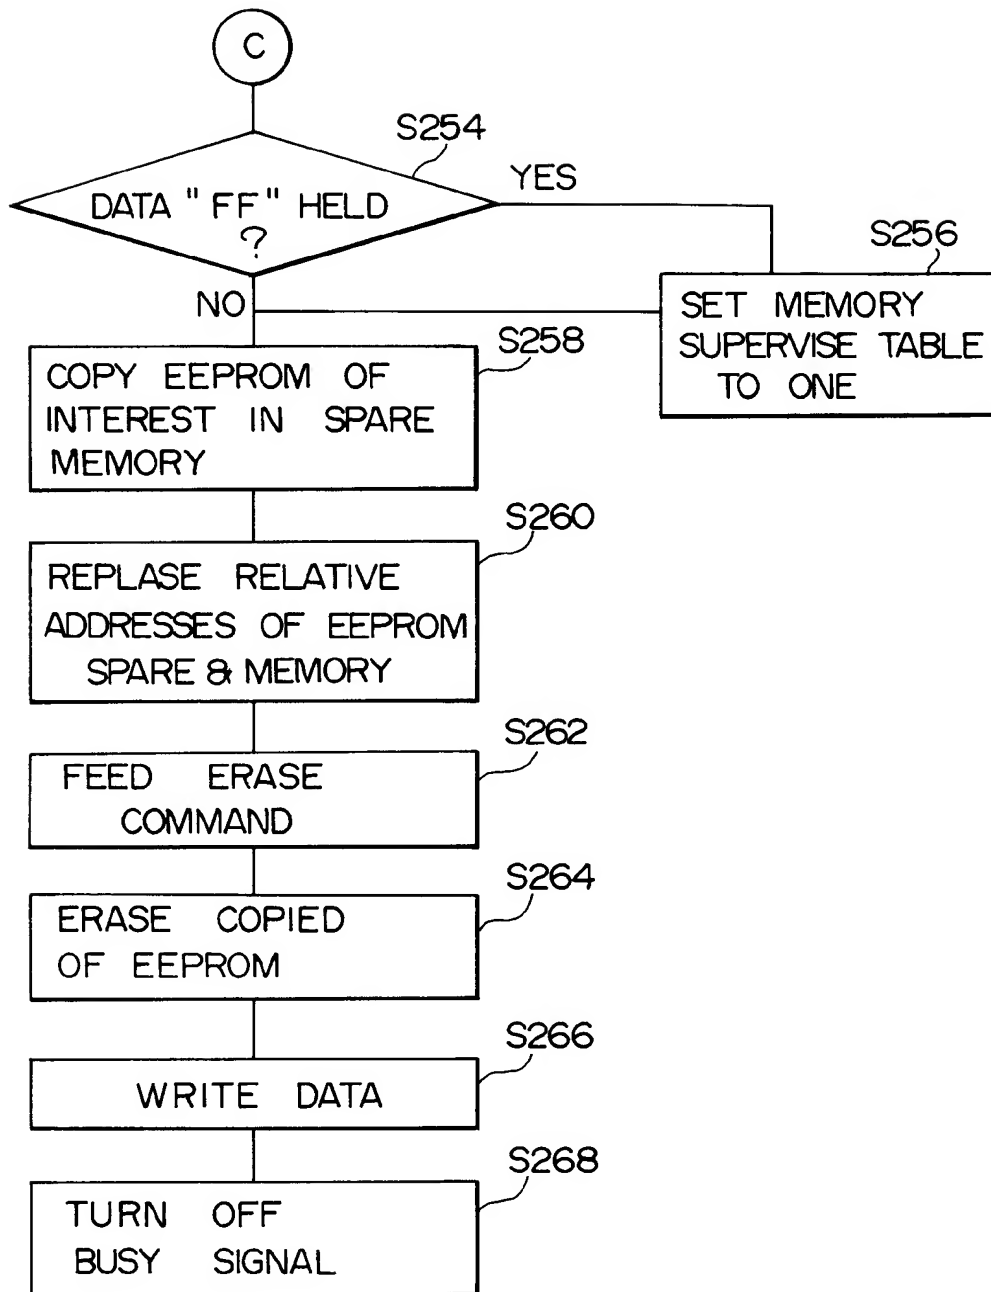 C
S254
DATA "FF" HELD
?
YES
NO
S256
SET MEMORY
SUPERVISE TABLE
TO ONE
S258
COPY EEPROM OF
INTEREST IN SPARE
MEMORY
S260
REPLASE RELATIVE
ADDRESSES OF EEPROM
SPARE & MEMORY
S262
FEED ERASE
COMMAND
S264
ERASE COPIED
OF EEPROM
S266
WRITE DATA
S268
TURN OFF
BUSY SIGNAL